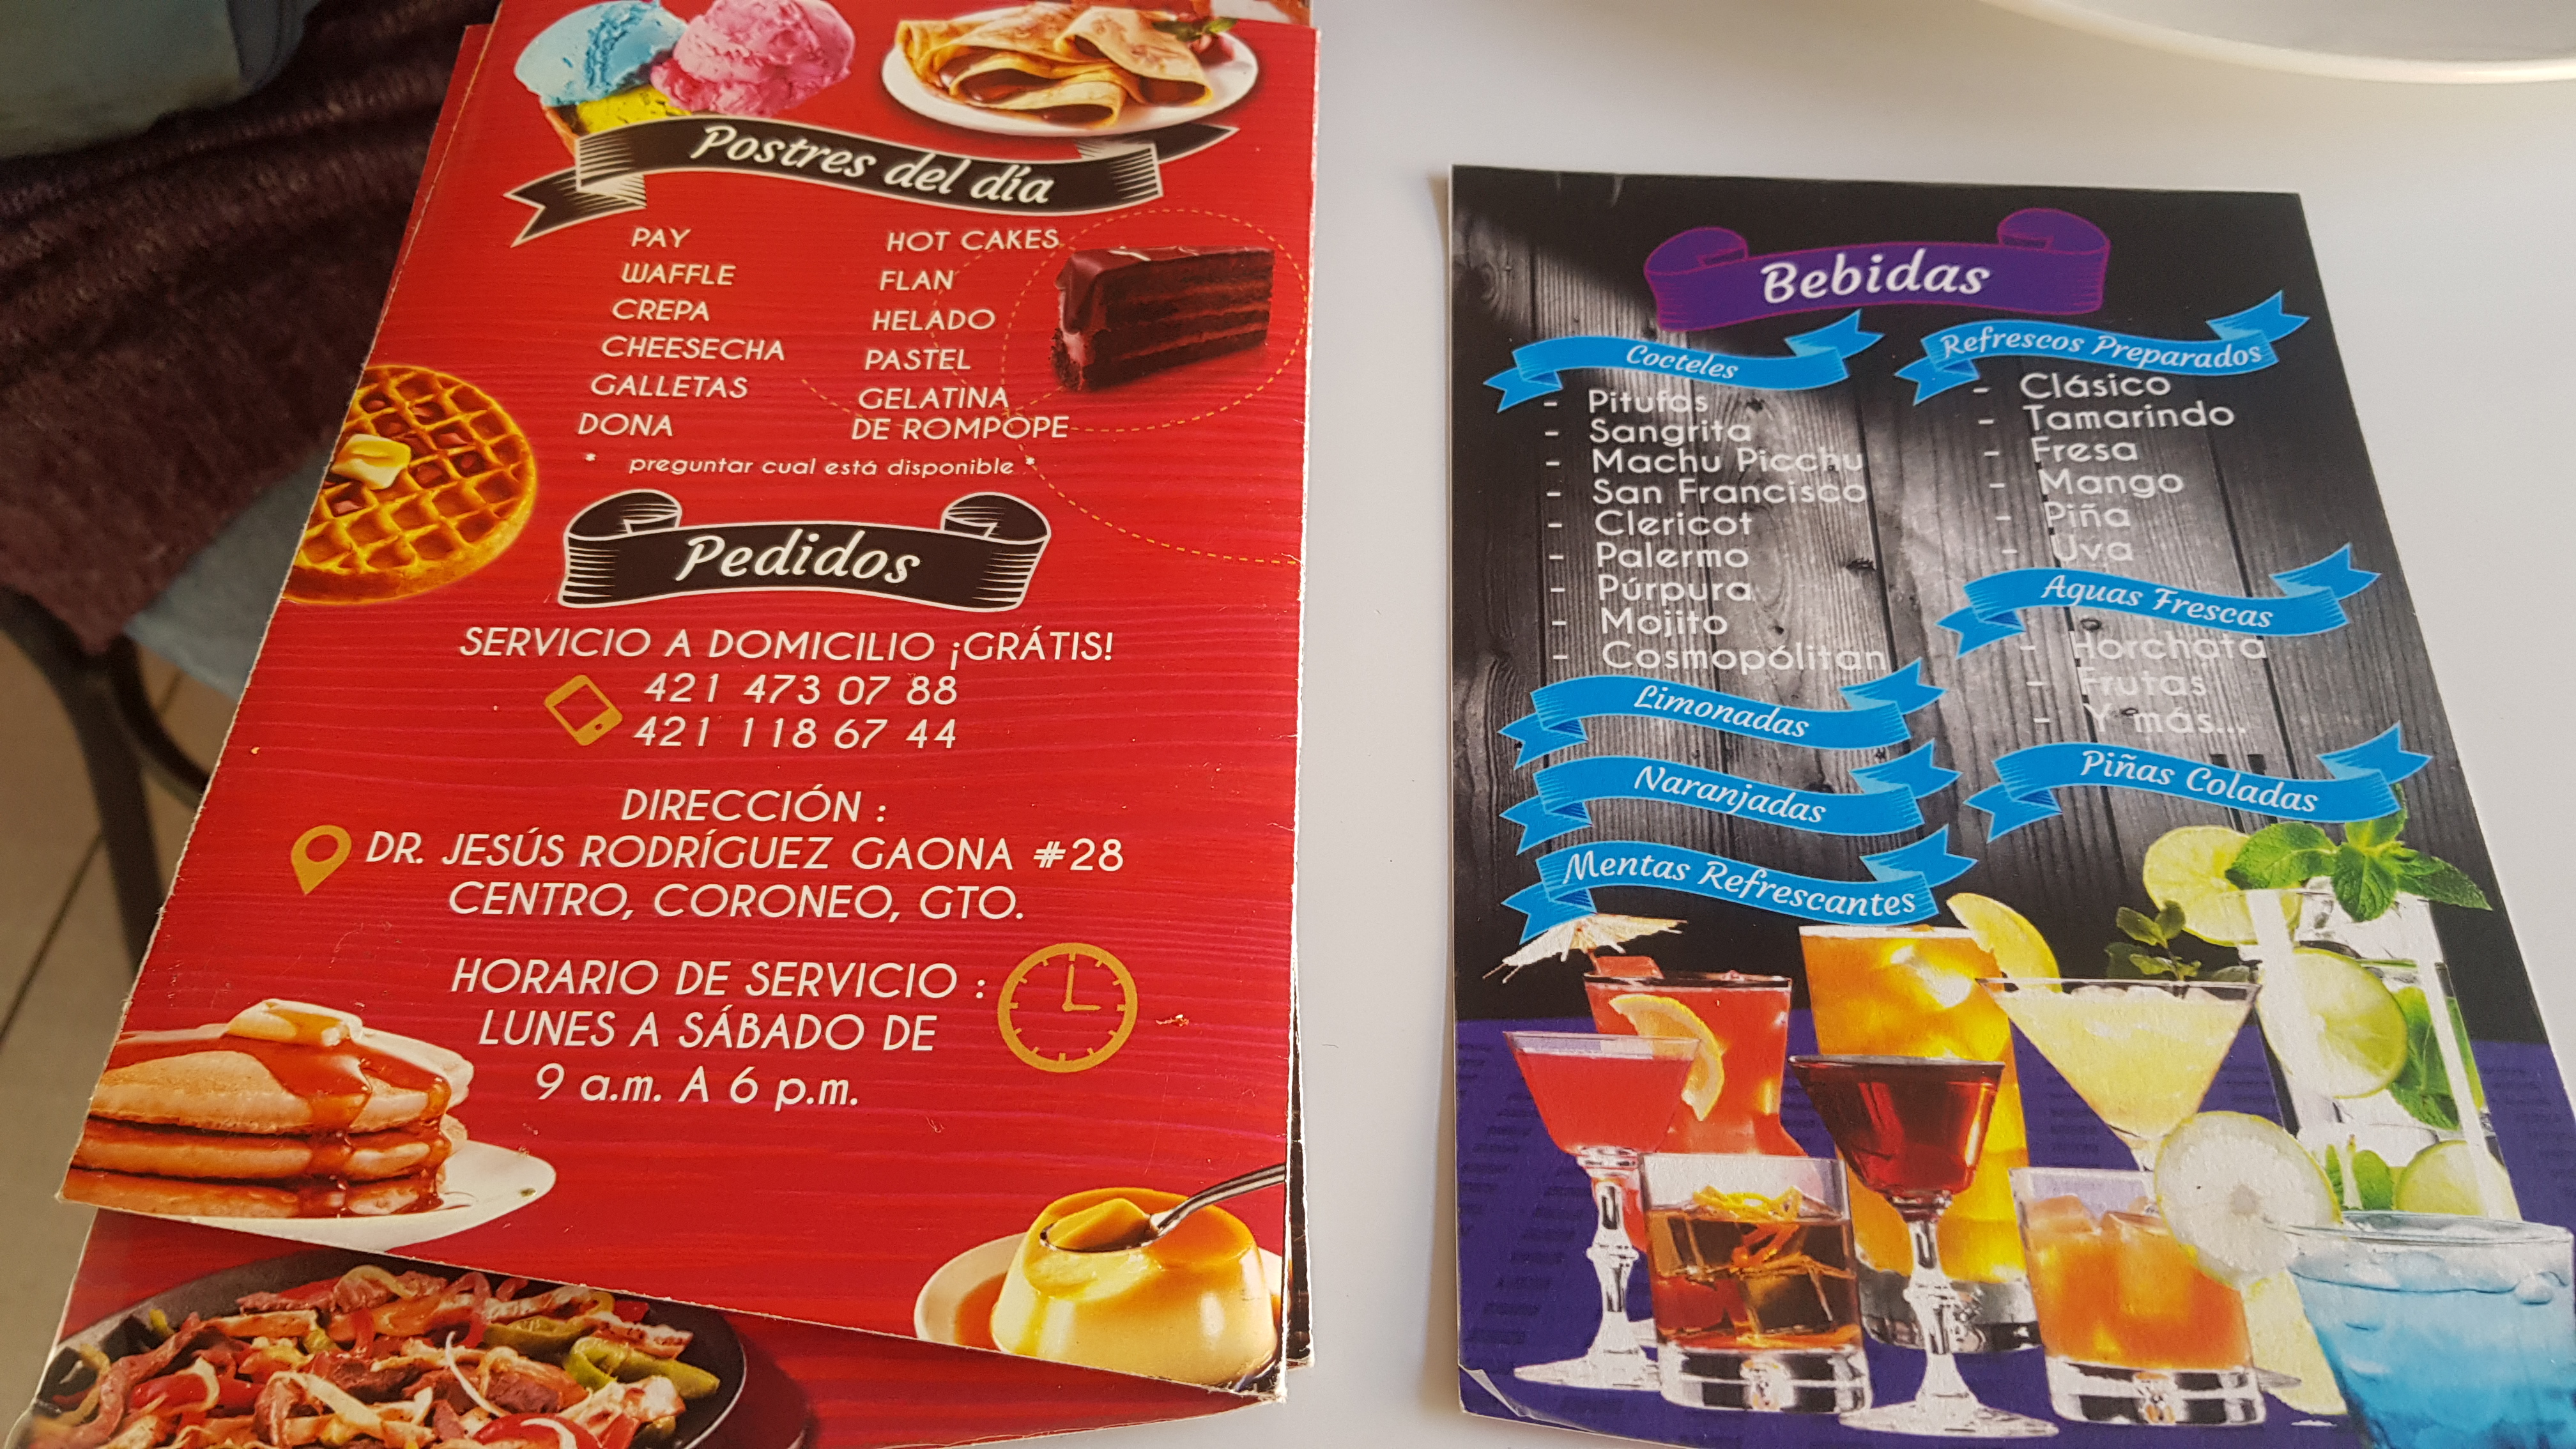 Postres del día
PAY
WAFFLE
CREPA
CHEESECHA
GALLETAS
DONA
HOT CAKES
FLAN
HELADO
PASTEL
GELATINA
DE ROMPOPE
* preguntar cual está disponible *
Pedidos
SERVICIO A DOMICILIO ¡GRÁTIS!
421 473 07 88
421 118 67 44
DIRECCIÓN :
DR. JESÚS RODRÍGUEZ GAONA #28
CENTRO, CORONEO, GTO.
HORARIO DE SERVICIO :
LUNES A SÁBADO DE
9 a.m. A 6 p.m.
Bebidas
Cocteles
- Pitufas
- Sangrita
- Machu Picchu
- San Francisco
- Clericot
- Palermo
- Púrpura
- Mojito
- Cosmopólitan
Limonadas
Naranjadas
Mentas Refrescantes
Refrescos Preparados
- Clásico
- Tamarindo
- Fresa
- Mango
- Piña
- Uva
Aguas Frescas
- Horchata
- Frutas
- Y más...
Piñas Coladas